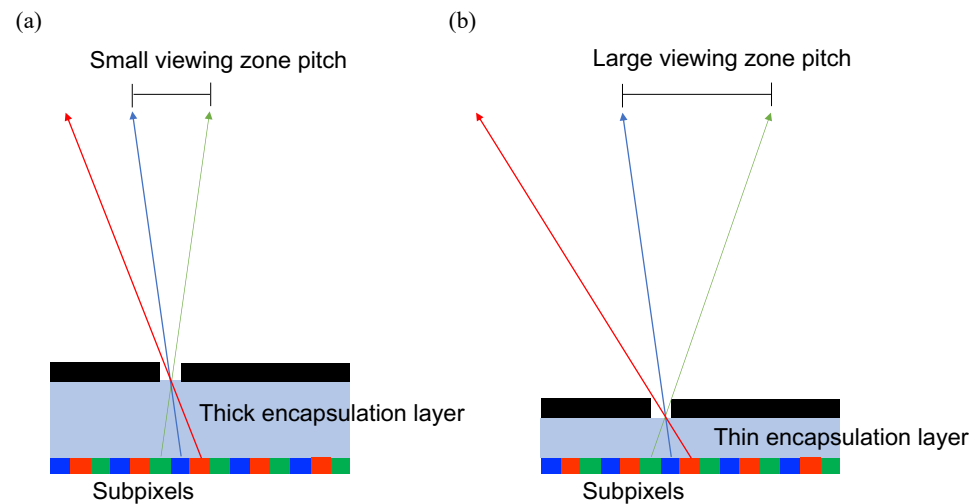 (a)
Small viewing zone pitch
Thick encapsulation layer
Subpixels
(b)
Large viewing zone pitch
Thin encapsulation layer
Subpixels